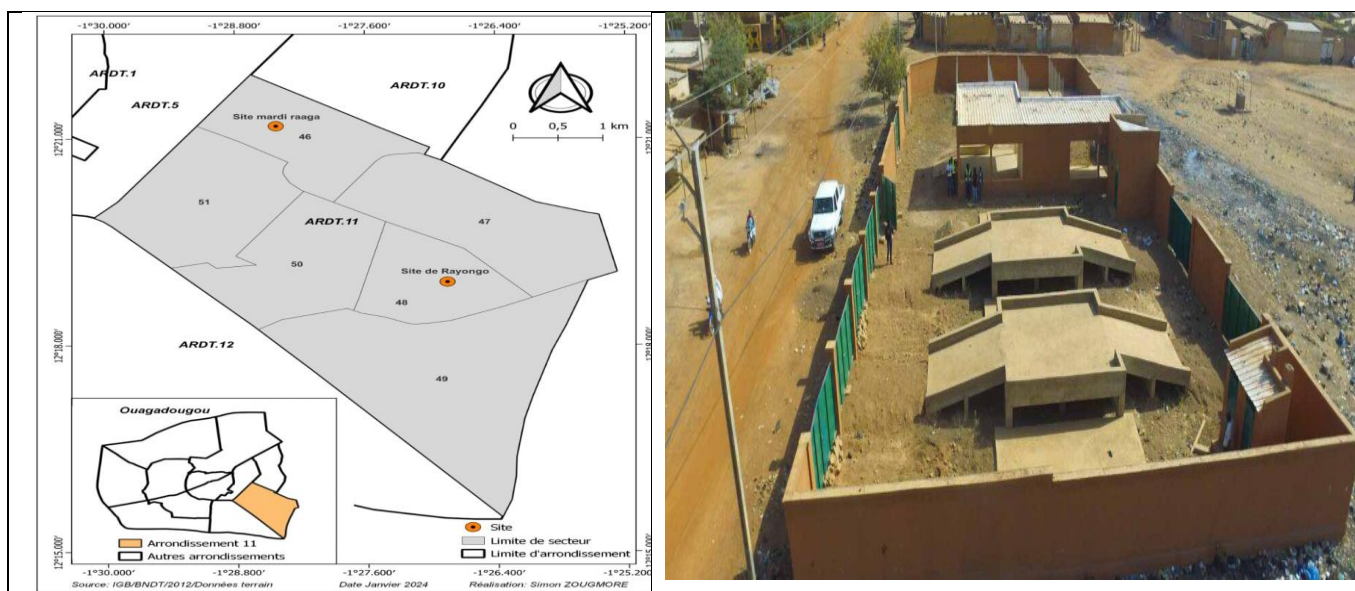 -1°30.000' -1°28.800' -1°27.600' -1°26.400' -1°25.200'
ARDT.1
ARDT.5
ARDT.10
0 0,5 1 km
Site mardi raaga
46
12°21.000' 12°21.000'
51
ARDT.11
47
50
Site de Rayongo
48
12°18.000' 12°18.000'
ARDT.12
49
Ouagadougou
Arrondissement 11
Autres arrondissements
Site
Limite de secteur
Limite d'arrondissement
12°15.000' 12°15.000'
-1°30.000' -1°28.800' -1°27.600' -1°26.400' -1°25.200'
Source: IGB/BNDT/2012/Données terrain Date Janvier 2024 Réalisation: Simon ZOUGMORE